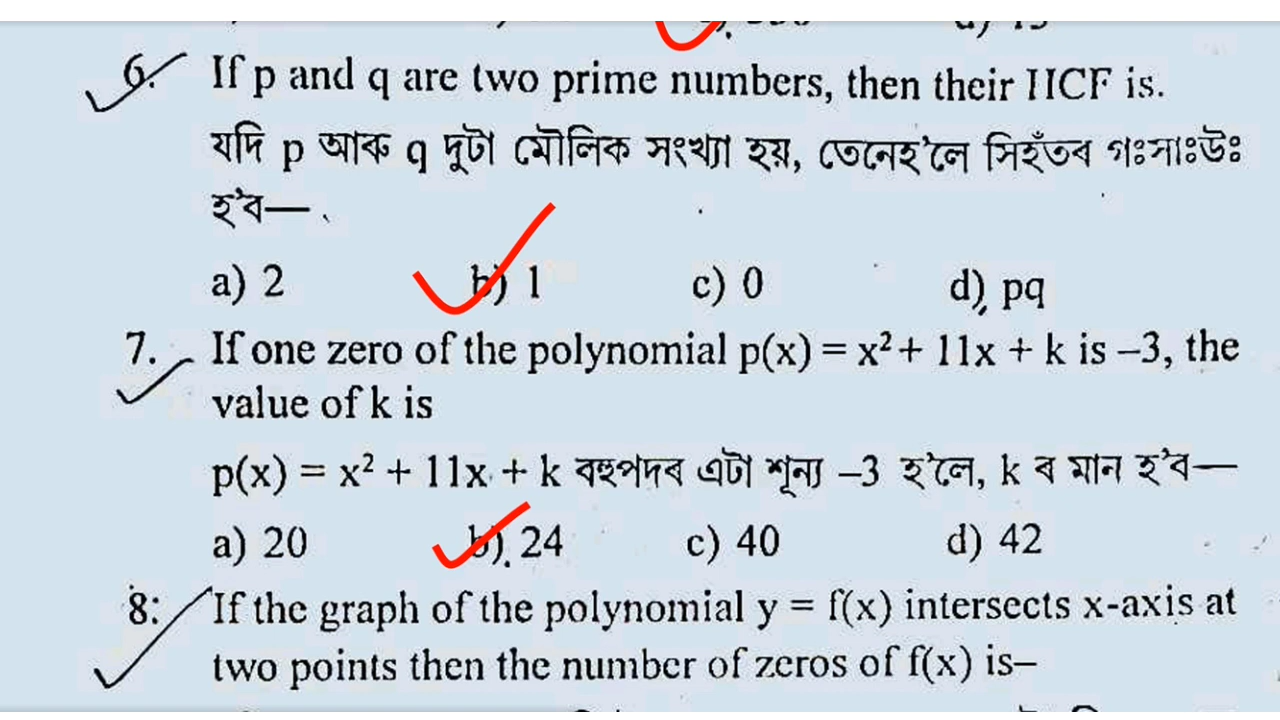 6. If p and q are two prime numbers, then their HCF is.
যদি p আৰু q দুটা মৌলিক সংখ্যা হয়, তেনেহ'লে সিহঁতৰ গঃসাঃউঃ
হ'ব—
a) 2 b) 1 c) 0 d) pq
7. If one zero of the polynomial p(x) = x² + 11x + k is –3, the
value of k is
p(x) = x² + 11x + k বহুপদৰ এটা শূন্য –3 হ'লে, k ৰ মান হ'ব—
a) 20 b) 24 c) 40 d) 42
8: If the graph of the polynomial y = f(x) intersects x-axis at
two points then the number of zeros of f(x) is–